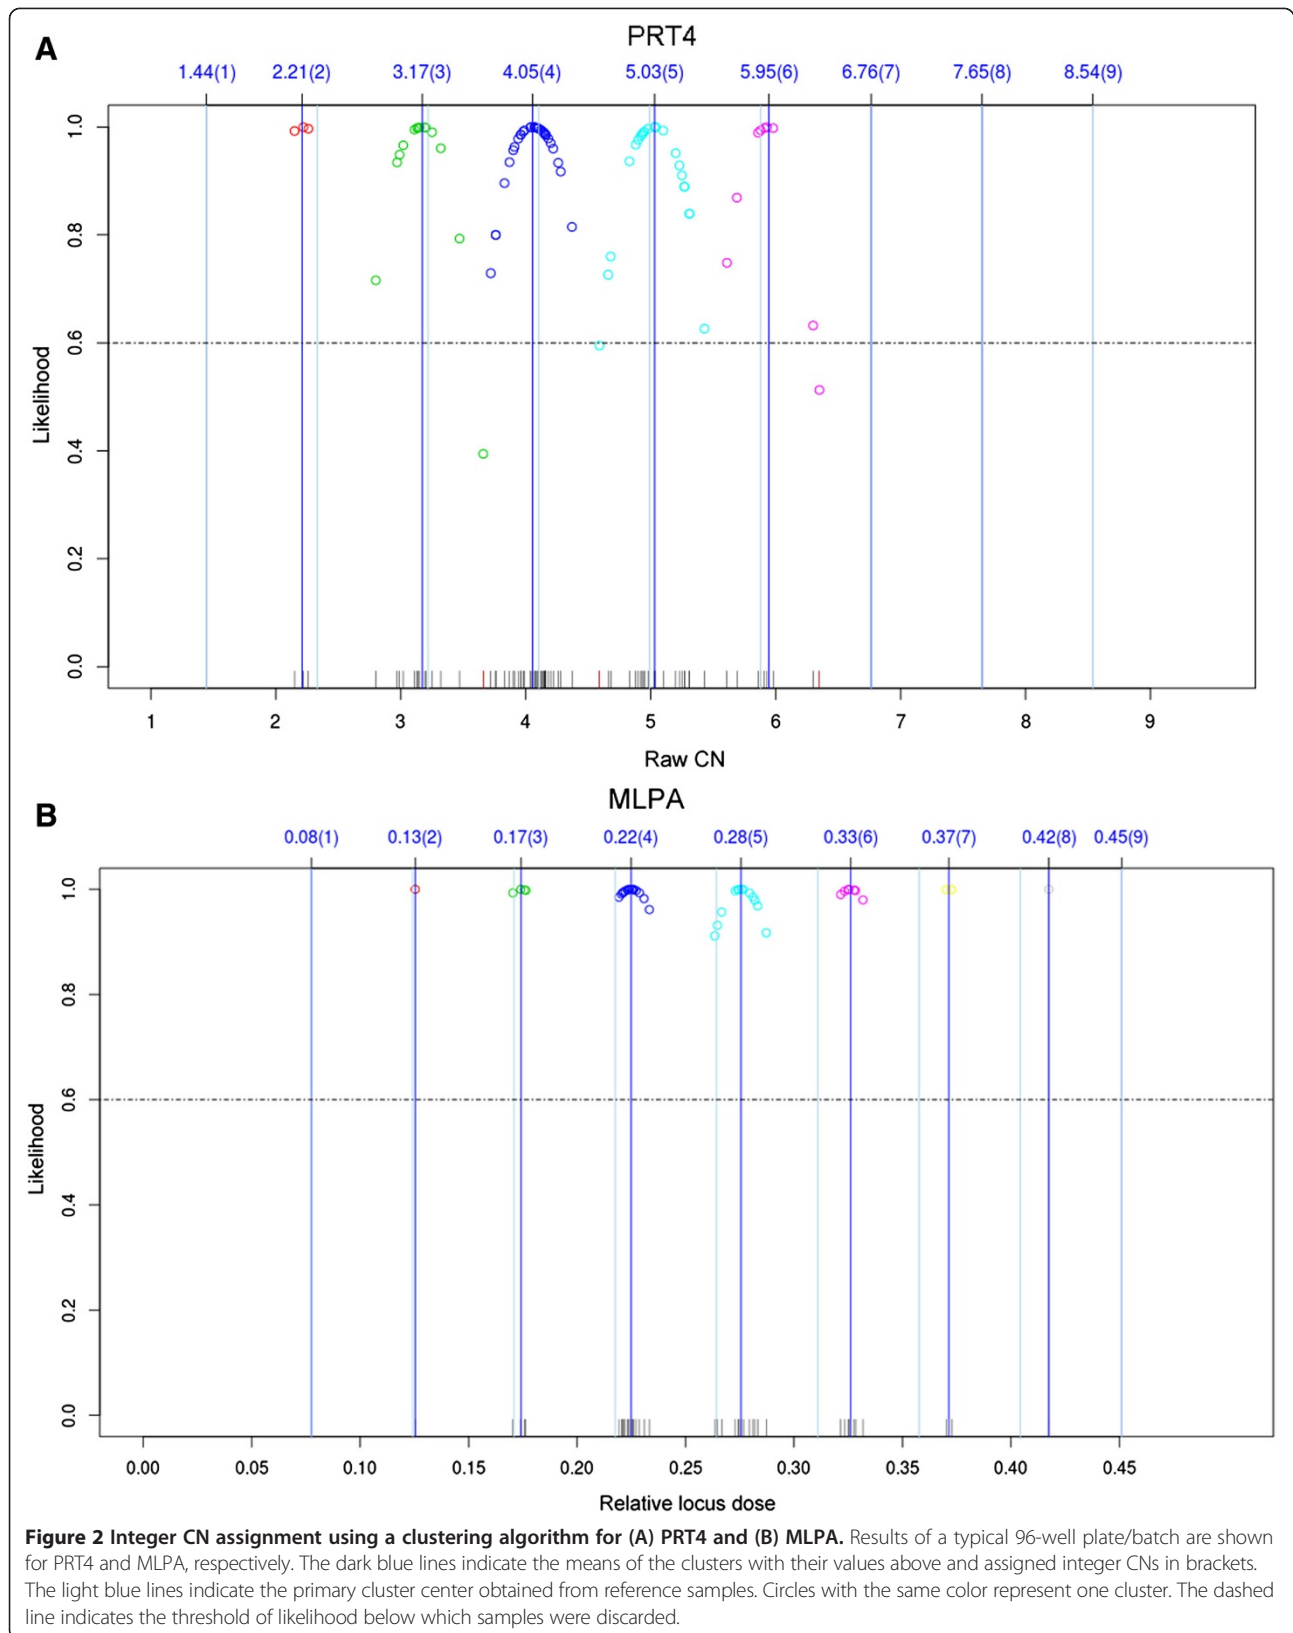 A
PRT4
1.44(1) 2.21(2) 3.17(3) 4.05(4) 5.03(5) 5.95(6) 6.76(7) 7.65(8) 8.54(9)
1.0
0.8
0.6
0.4
0.2
0.0
Likelihood
1 2 3 4 5 6 7 8 9
Raw CN
B
MLPA
0.08(1) 0.13(2) 0.17(3) 0.22(4) 0.28(5) 0.33(6) 0.37(7) 0.42(8) 0.45(9)
1.0
0.8
0.6
0.4
0.2
0.0
Likelihood
0.00 0.05 0.10 0.15 0.20 0.25 0.30 0.35 0.40 0.45
Relative locus dose
Figure 2 Integer CN assignment using a clustering algorithm for (A) PRT4 and (B) MLPA. Results of a typical 96-well plate/batch are shown
for PRT4 and MLPA, respectively. The dark blue lines indicate the means of the clusters with their values above and assigned integer CNs in brackets.
The light blue lines indicate the primary cluster center obtained from reference samples. Circles with the same color represent one cluster. The dashed
line indicates the threshold of likelihood below which samples were discarded.